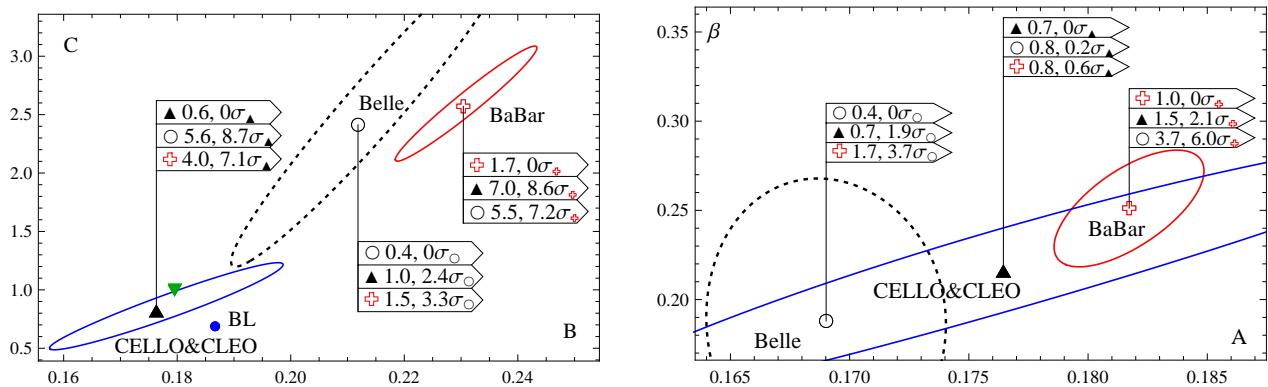 C
3.0
2.5
2.0
1.5
1.0
0.5
0.16 0.18 0.20 0.22 0.24
B
▲ 0.6, 0σ▲
○ 5.6, 8.7σ▲
✚ 4.0, 7.1σ▲
Belle
BaBar
✚ 1.7, 0σ✚
▲ 7.0, 8.6σ✚
○ 5.5, 7.2σ✚
○ 0.4, 0σ○
▲ 1.0, 2.4σ○
✚ 1.5, 3.3σ○
BL
CELLO&CLEO
β
0.35
0.30
0.25
0.20
0.165 0.170 0.175 0.180 0.185
A
▲ 0.7, 0σ▲
○ 0.8, 0.2σ▲
✚ 0.8, 0.6σ▲
○ 0.4, 0σ○
▲ 0.7, 1.9σ○
✚ 1.7, 3.7σ○
✚ 1.0, 0σ✚
▲ 1.5, 2.1σ✚
○ 3.7, 6.0σ✚
BaBar
CELLO&CLEO
Belle